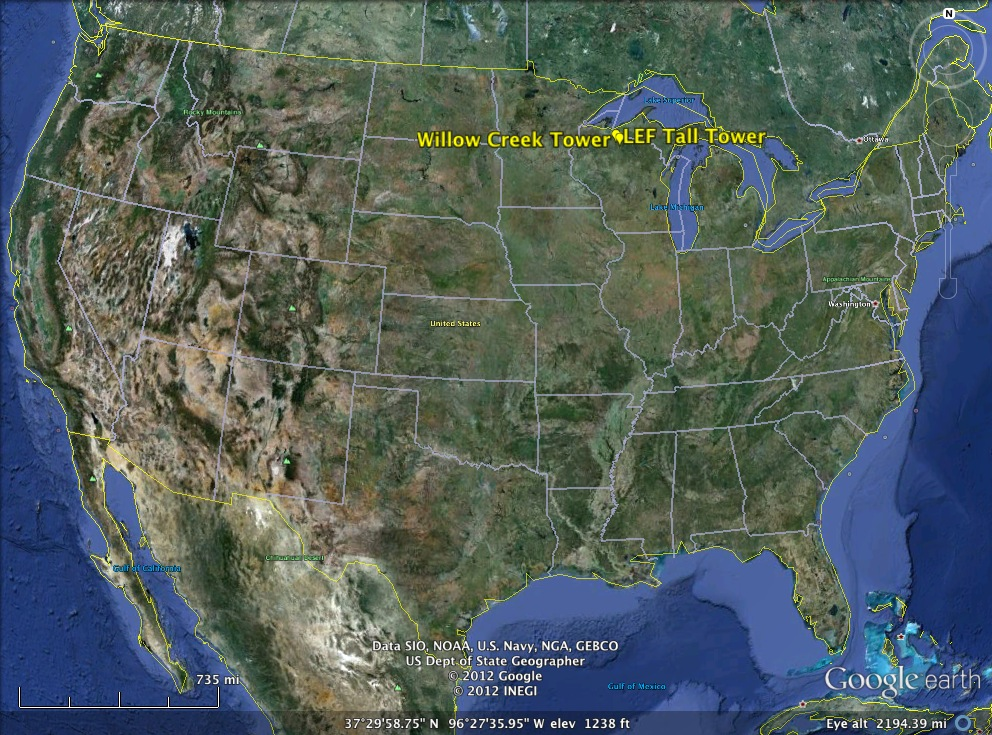 N
Lake Superior
Willow Creek Tower LEF Tall Tower
Rocky Mountains
Ottawa
Lake Michigan
Appalachian Mountains
Washington
United States
Chihuahuan Desert
Gulf of California
Data SIO, NOAA, U.S. Navy, NGA, GEBCO
US Dept of State Geographer
© 2012 Google
© 2012 INEGI
Google earth
735 mi
Gulf of Mexico
37°29'58.75" N 96°27'35.95" W elev 1238 ft
Eye alt 2194.39 mi